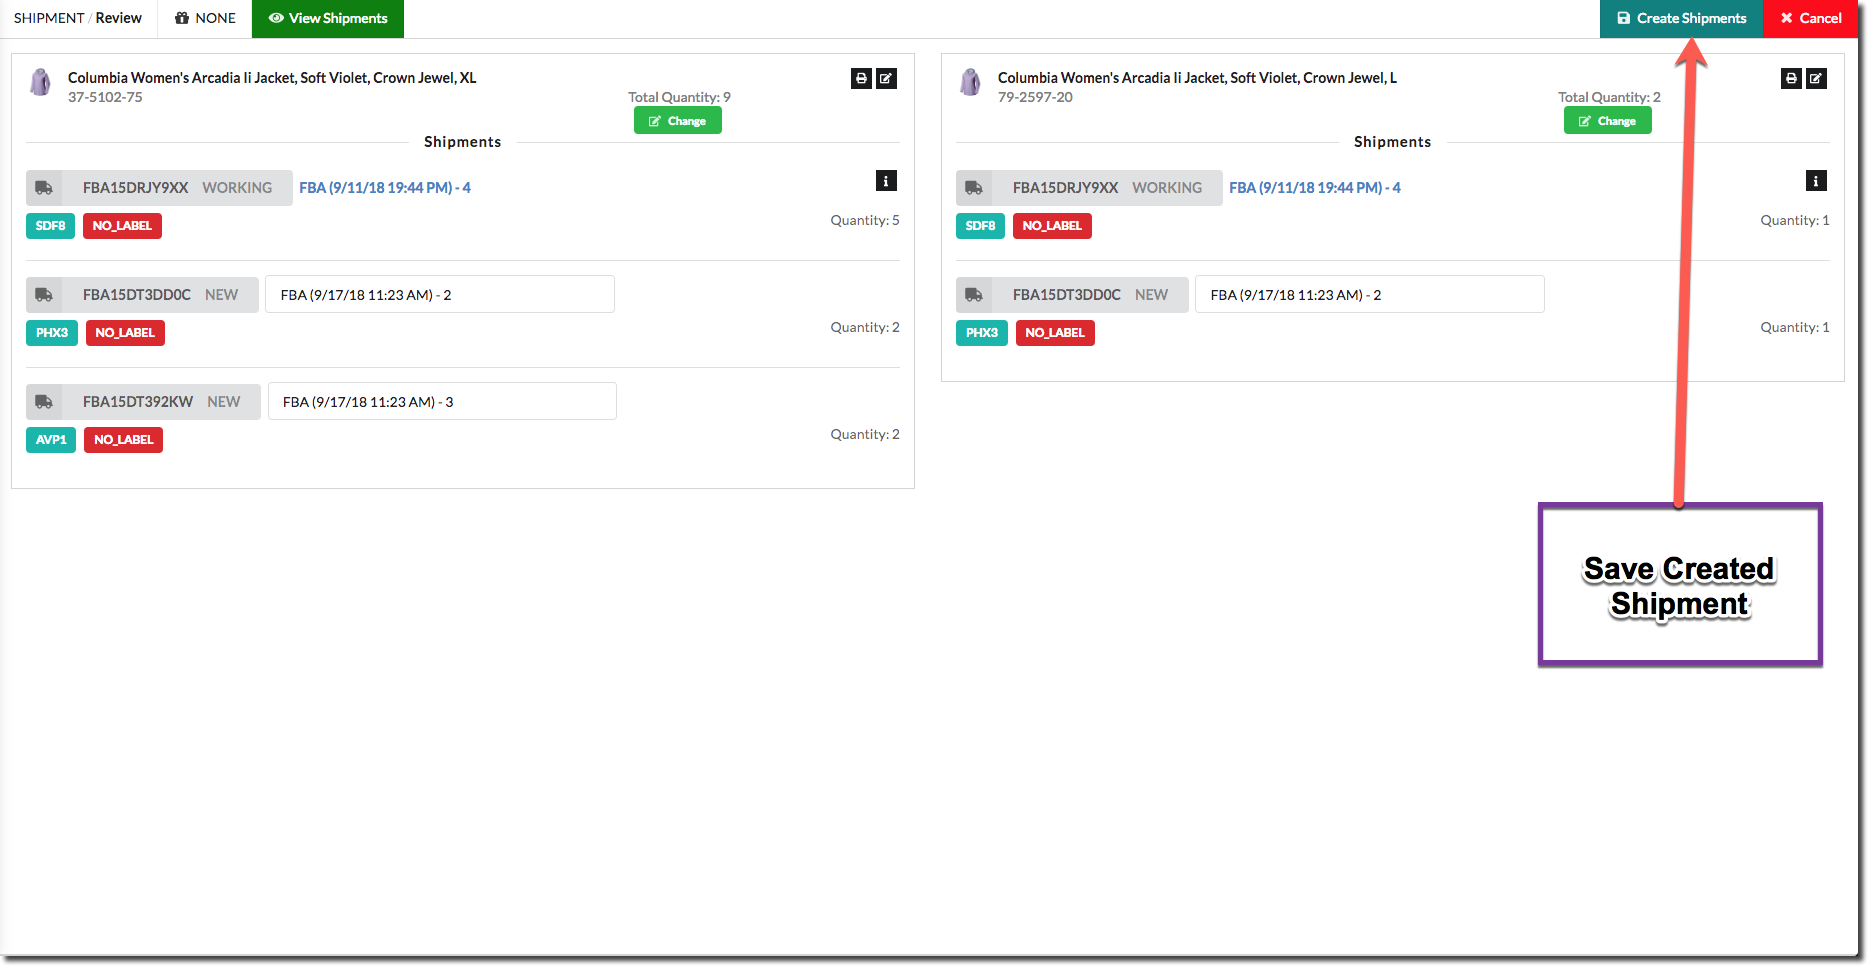 SHIPMENT / Review NONE View Shipments Create Shipments Cancel
Columbia Women's Arcadia Ii Jacket, Soft Violet, Crown Jewel, XL
37-5102-75
Total Quantity: 9
Change
Shipments
FBA15DRJY9XX WORKING FBA (9/11/18 19:44 PM) - 4
SDF8 NO_LABEL Quantity: 5
FBA15DT3DD0C NEW FBA (9/17/18 11:23 AM) - 2
PHX3 NO_LABEL Quantity: 2
FBA15DT392KW NEW FBA (9/17/18 11:23 AM) - 3
AVP1 NO_LABEL Quantity: 2
Columbia Women's Arcadia Ii Jacket, Soft Violet, Crown Jewel, L
79-2597-20
Total Quantity: 2
Change
Shipments
FBA15DRJY9XX WORKING FBA (9/11/18 19:44 PM) - 4
SDF8 NO_LABEL Quantity: 1
FBA15DT3DD0C NEW FBA (9/17/18 11:23 AM) - 2
PHX3 NO_LABEL Quantity: 1
Save Created
Shipment